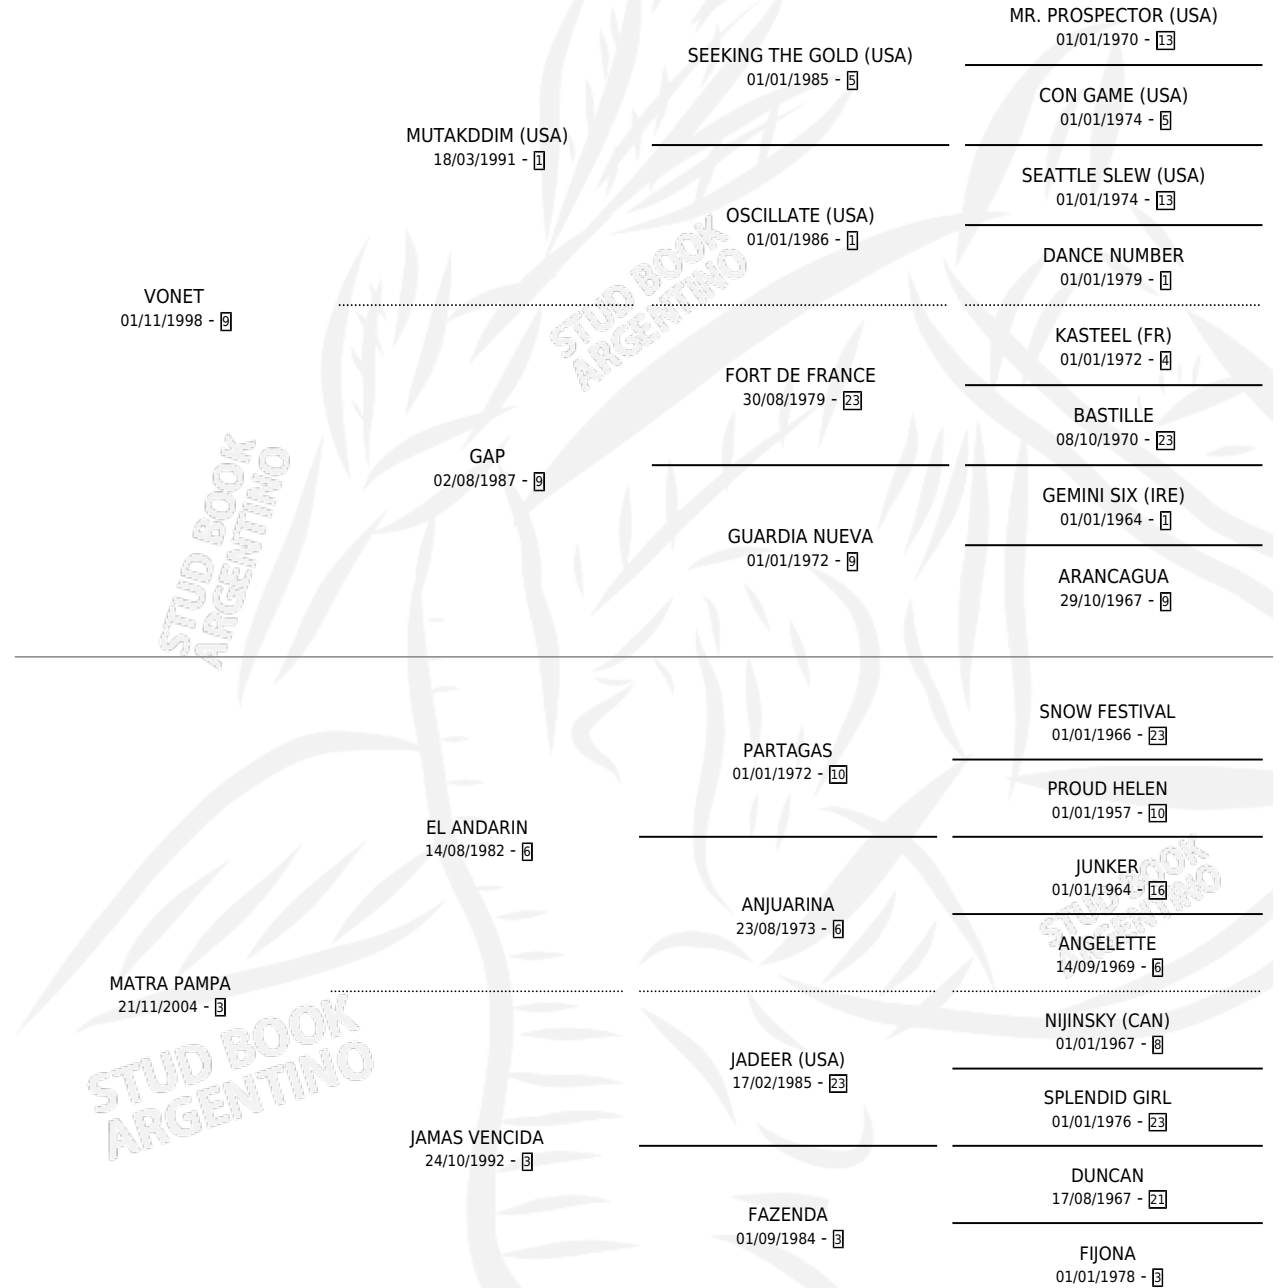 MR. PROSPECTOR (USA)
01/01/1970 - 13
SEEKING THE GOLD (USA)
01/01/1985 - 5
CON GAME (USA)
01/01/1974 - 5
MUTAKDDIM (USA)
18/03/1991 - 1
SEATTLE SLEW (USA)
01/01/1974 - 13
OSCILLATE (USA)
01/01/1986 - 1
DANCE NUMBER
01/01/1979 - 1
VONET
01/11/1998 - 9
KASTEEL (FR)
01/01/1972 - 4
FORT DE FRANCE
30/08/1979 - 23
BASTILLE
08/10/1970 - 23
GAP
02/08/1987 - 9
GEMINI SIX (IRE)
01/01/1964 - 1
GUARDIA NUEVA
01/01/1972 - 9
ARANCAGUA
29/10/1967 - 9
SNOW FESTIVAL
01/01/1966 - 23
PARTAGAS
01/01/1972 - 10
PROUD HELEN
01/01/1957 - 10
EL ANDARIN
14/08/1982 - 6
JUNKER
01/01/1964 - 16
ANJUARINA
23/08/1973 - 6
ANGELETTE
14/09/1969 - 6
MATRA PAMPA
21/11/2004 - 3
NIJINSKY (CAN)
01/01/1967 - 8
JADEER (USA)
17/02/1985 - 23
SPLENDID GIRL
01/01/1976 - 23
JAMAS VENCIDA
24/10/1992 - 3
DUNCAN
17/08/1967 - 21
FAZENDA
01/09/1984 - 3
FIJONA
01/01/1978 - 3
STUD BOOK
ARGENTINO
STUD BOOK
ARGENTINO
STUD BOOK
ARGENTINO
STUD BOOK
ARGENTINO